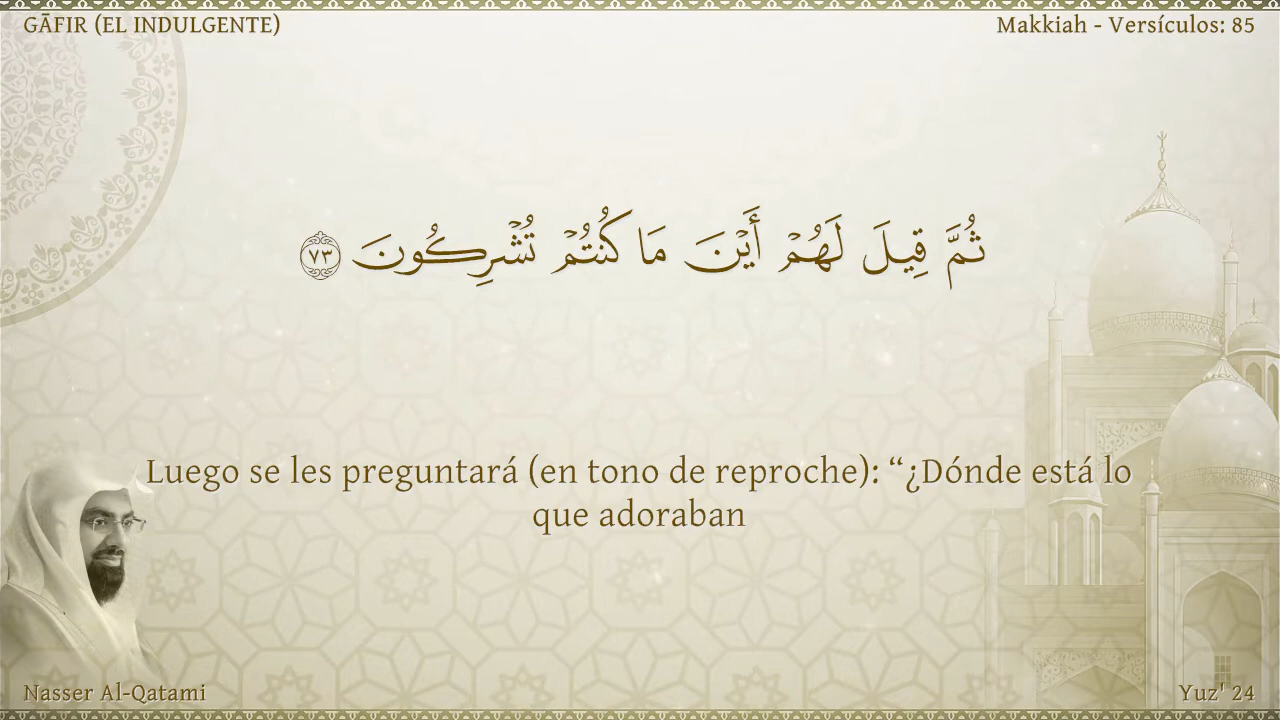 GĀFIR (EL INDULGENTE)
Makkiah - Versículos: 85
ثُمَّ قِيلَ لَهُمْ أَيْنَ مَا كُنتُمْ تُشْرِكُونَ ٧٣
Luego se les preguntará (en tono de reproche): “¿Dónde está lo
que adoraban
Nasser Al-Qatami
Yuz' 24